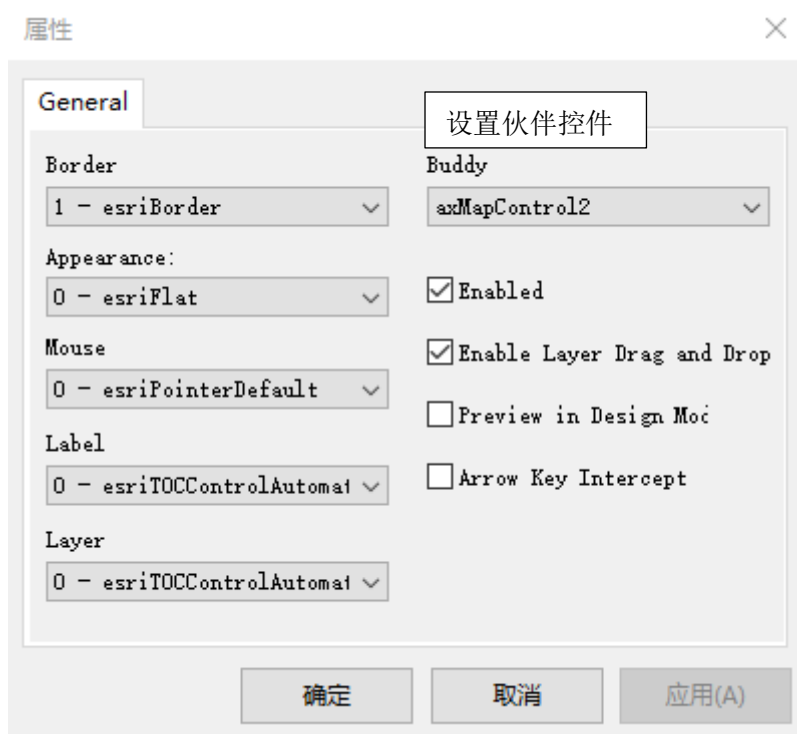 属性
General
设置伙伴控件
Border
1 - esriBorder
Appearance:
0 - esriFlat
Mouse
0 - esriPointerDefault
Label
0 - esriTOCControlAutomat
Layer
0 - esriTOCControlAutomat
Buddy
axMapControl2
Enabled
Enable Layer Drag and Drop
Preview in Design Mod
Arrow Key Intercept
确定
取消
应用(A)